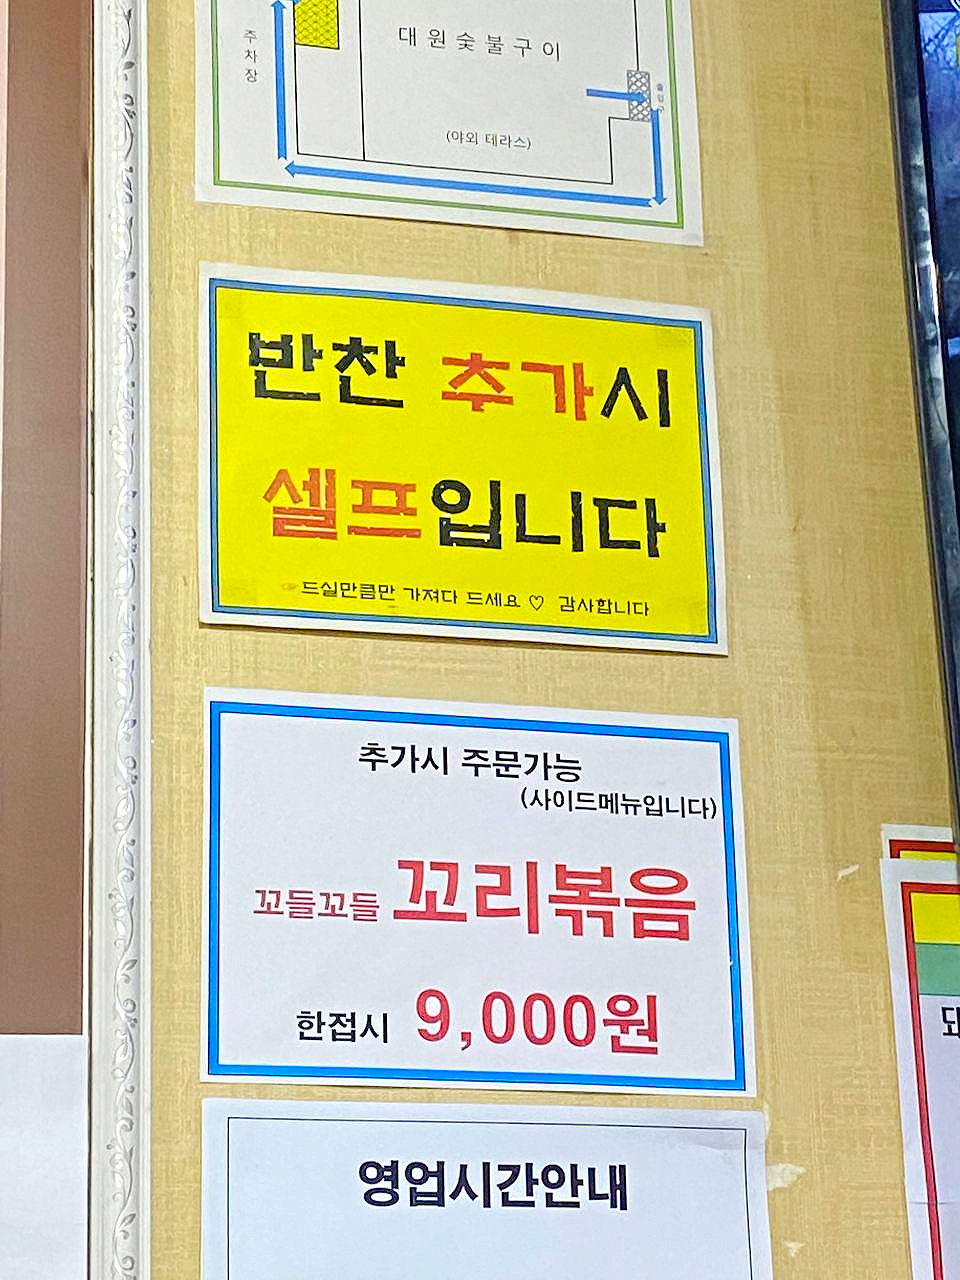 주차장
대원숯불구이
출입구
(야외 테라스)
반찬 추가시
셀프입니다
드실만큼만 가져다 드세요 ♡ 감사합니다
추가시 주문가능
(사이드메뉴입니다)
꼬들꼬들 꼬리볶음
한접시 9,000원
영업시간안내
돼